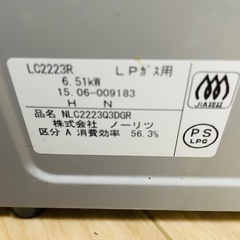 LC2223R LPガス用
6.51kW
15.06-009183
H N
品名 NLC2223Q3DGR
株式会社 ノーリツ
区分 A 消費効率 56.3%
JIA認証
PS
LPG